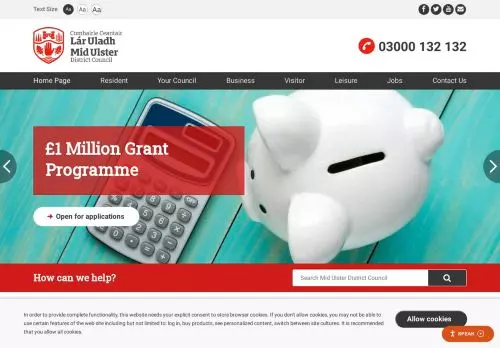 Text Size Aa Aa Aa
Comhairle Ceantair
Lár Uladh
Mid Ulster
District Council
03000 132 132
Home Page Resident Your Council Business Visitor Leisure Jobs Contact Us
£1 Million Grant
Programme
Open for applications
How can we help?
Search Mid Ulster District Council
In order to provide complete functionality, this website needs your explicit consent to store browser cookies. If you don't allow cookies, you may not be able to
use certain features of the web site including but not limited to: log in, buy products, see personalized content, switch between site cultures. It is recommended
that you allow all cookies.
Allow cookies
SPEAK